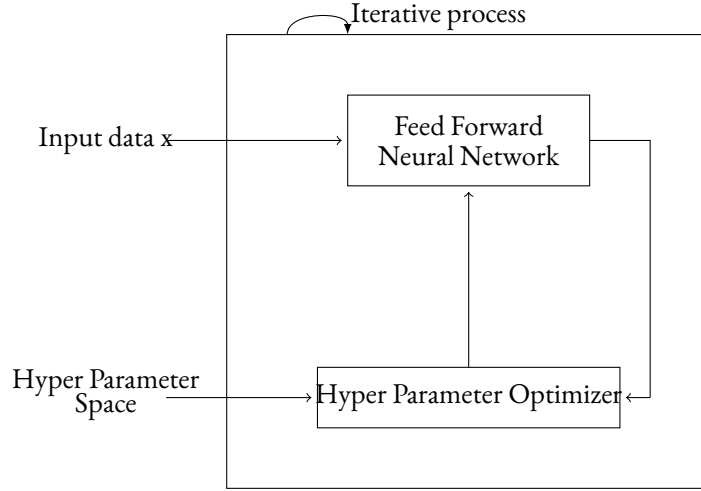 Iterative process
Feed Forward
Neural Network
Input data x
Hyper Parameter
Space
Hyper Parameter Optimizer